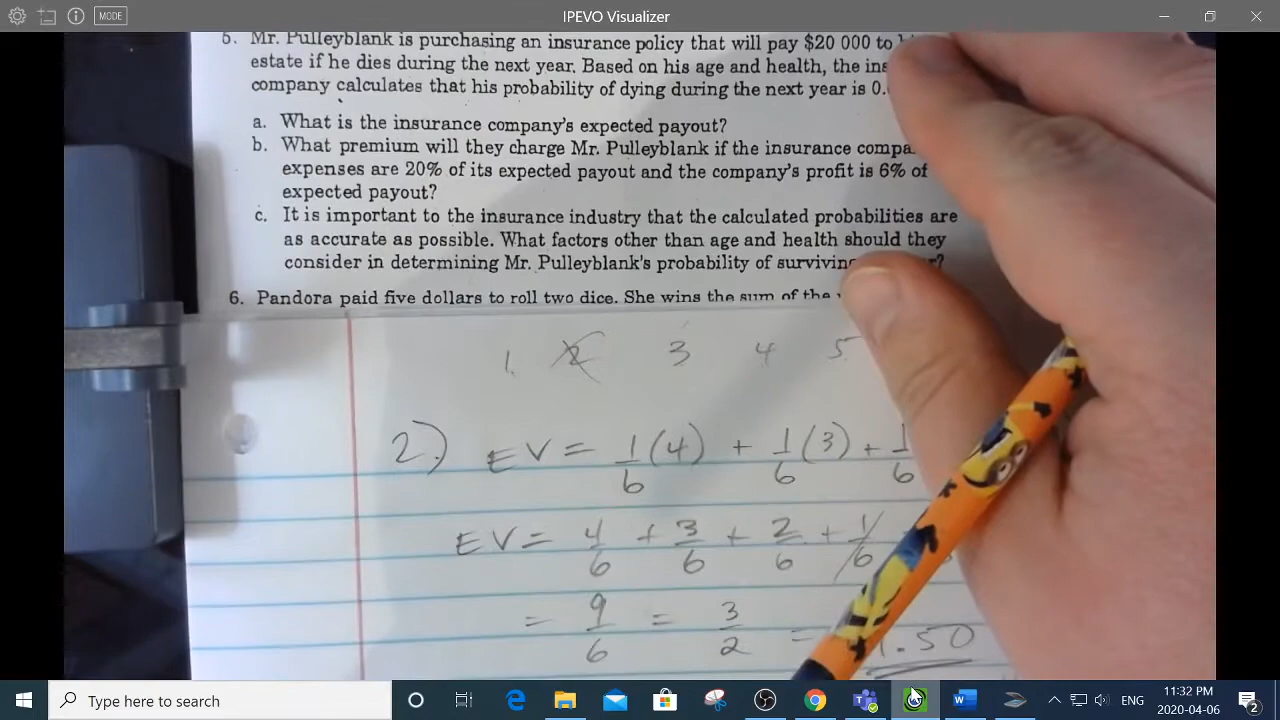 MODE
IPEVO Visualizer
5. Mr. Pulleyblank is purchasing an insurance policy that will pay $20 000 to
estate if he dies during the next year. Based on his age and health, the ins
company calculates that his probability of dying during the next year is 0.
a. What is the insurance company's expected payout?
b. What premium will they charge Mr. Pulleyblank if the insurance compa
expenses are 20% of its expected payout and the company's profit is 6% of
expected payout?
c. It is important to the insurance industry that the calculated probabilities are
as accurate as possible. What factors other than age and health should they
consider in determining Mr. Pulleyblank's probability of surviving
6. Pandora paid five dollars to roll two dice. She wins the sum of the
1. 2 3 4 5
2.) EV = 1/6 (4) + 1/6 (3) + 1/6
EV = 4/6 + 3/6 + 2/6 + 1/6
= 9/6 = 3/2 = 1.50
Type here to search
ENG
11:32 PM
2020-04-06
2